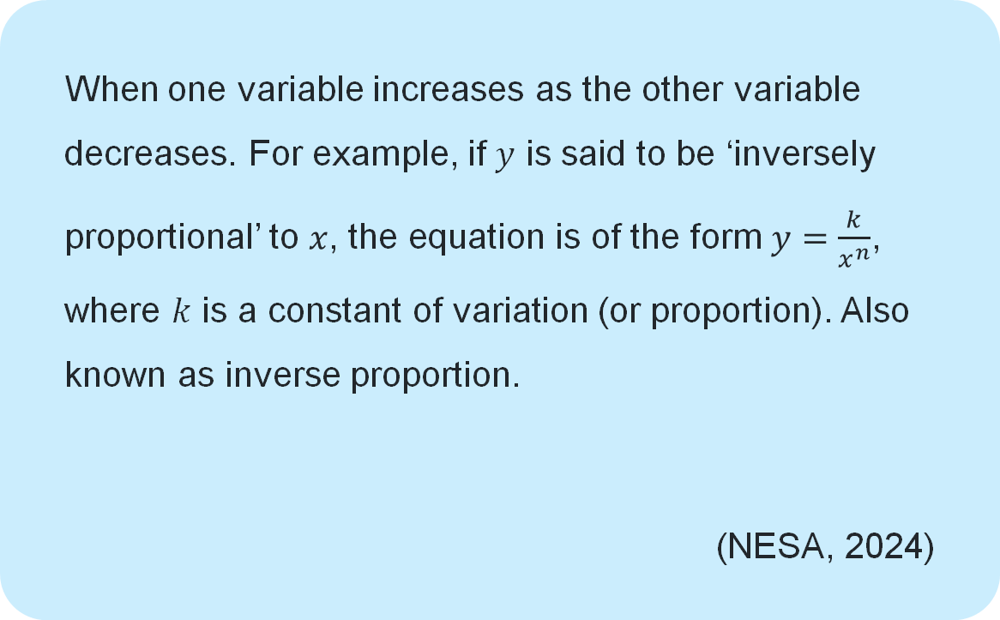 When one variable increases as the other variable
decreases. For example, if y is said to be ‘inversely
proportional’ to x, the equation is of the form y = k/xⁿ,
where k is a constant of variation (or proportion). Also
known as inverse proportion.
(NESA, 2024)